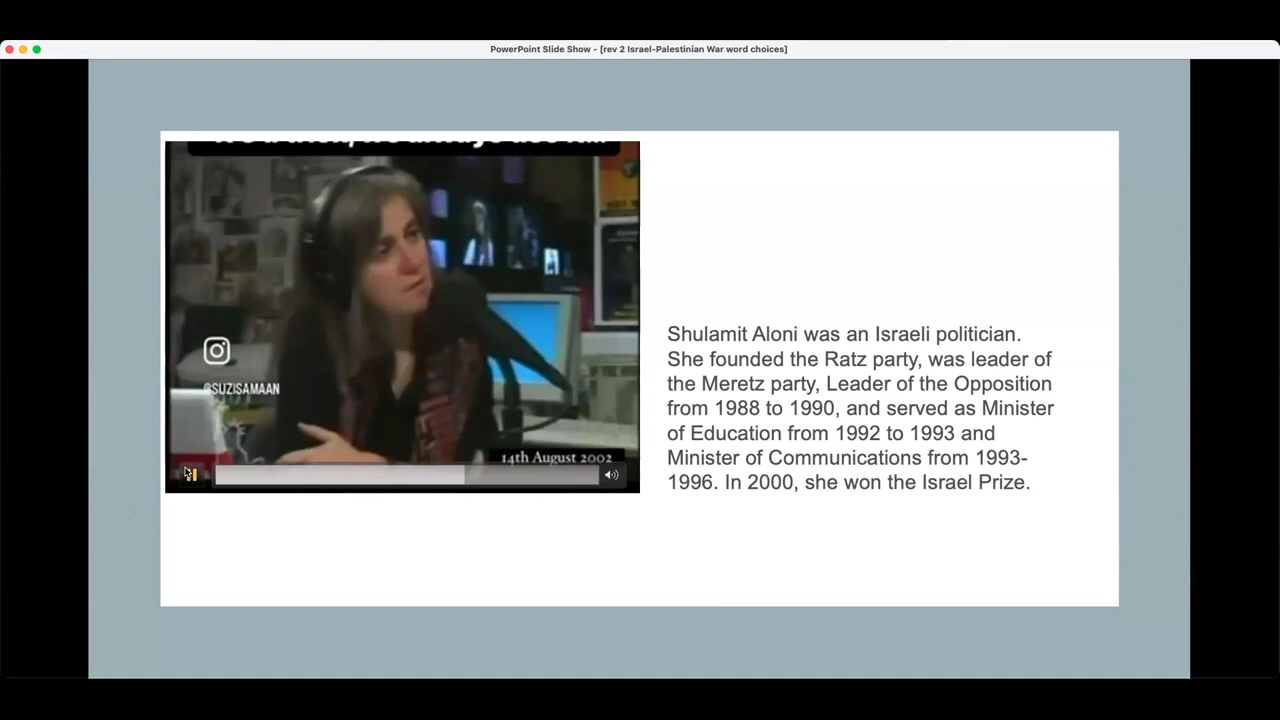 PowerPoint Slide Show - [rev 2 Israel-Palestinian War word choices]
@SUZISAMAAN
14th August 2002
Shulamit Aloni was an Israeli politician.
She founded the Ratz party, was leader of
the Meretz party, Leader of the Opposition
from 1988 to 1990, and served as Minister
of Education from 1992 to 1993 and
Minister of Communications from 1993-
1996. In 2000, she won the Israel Prize.